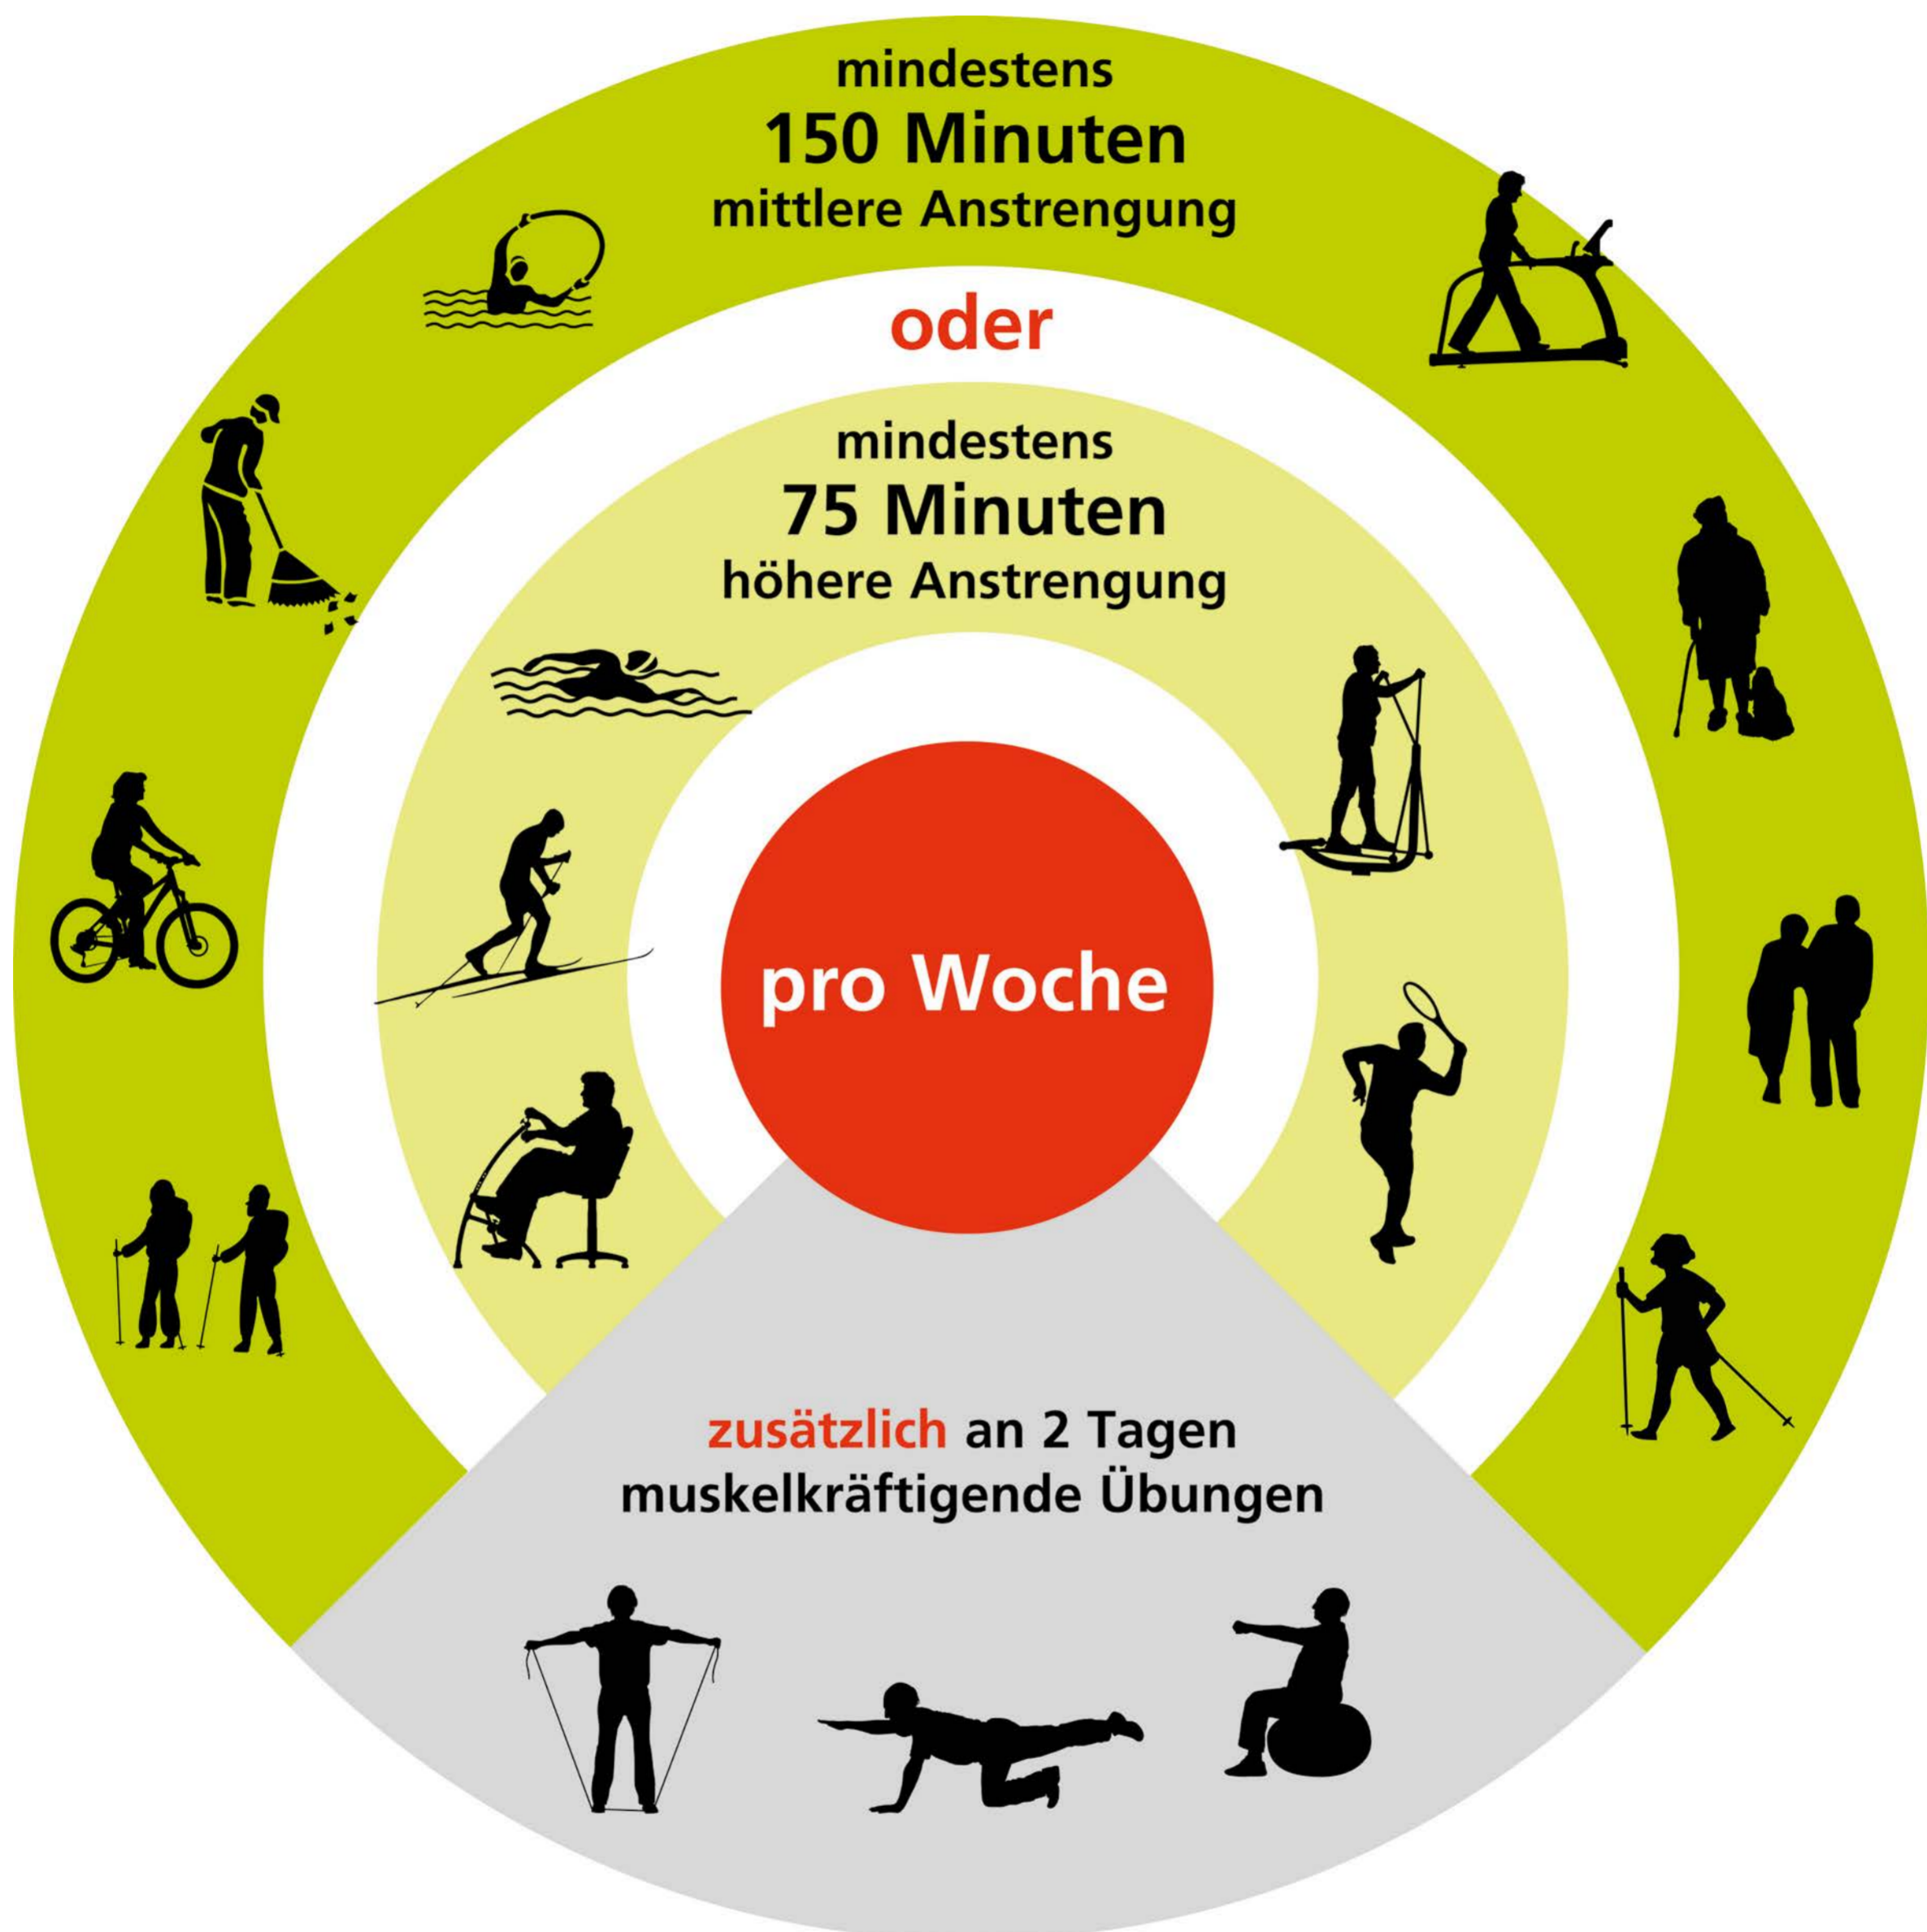 mindestens
150 Minuten
mittlere Anstrengung
oder
mindestens
75 Minuten
höhere Anstrengung
pro Woche
zusätzlich an 2 Tagen
muskelkräftigende Übungen